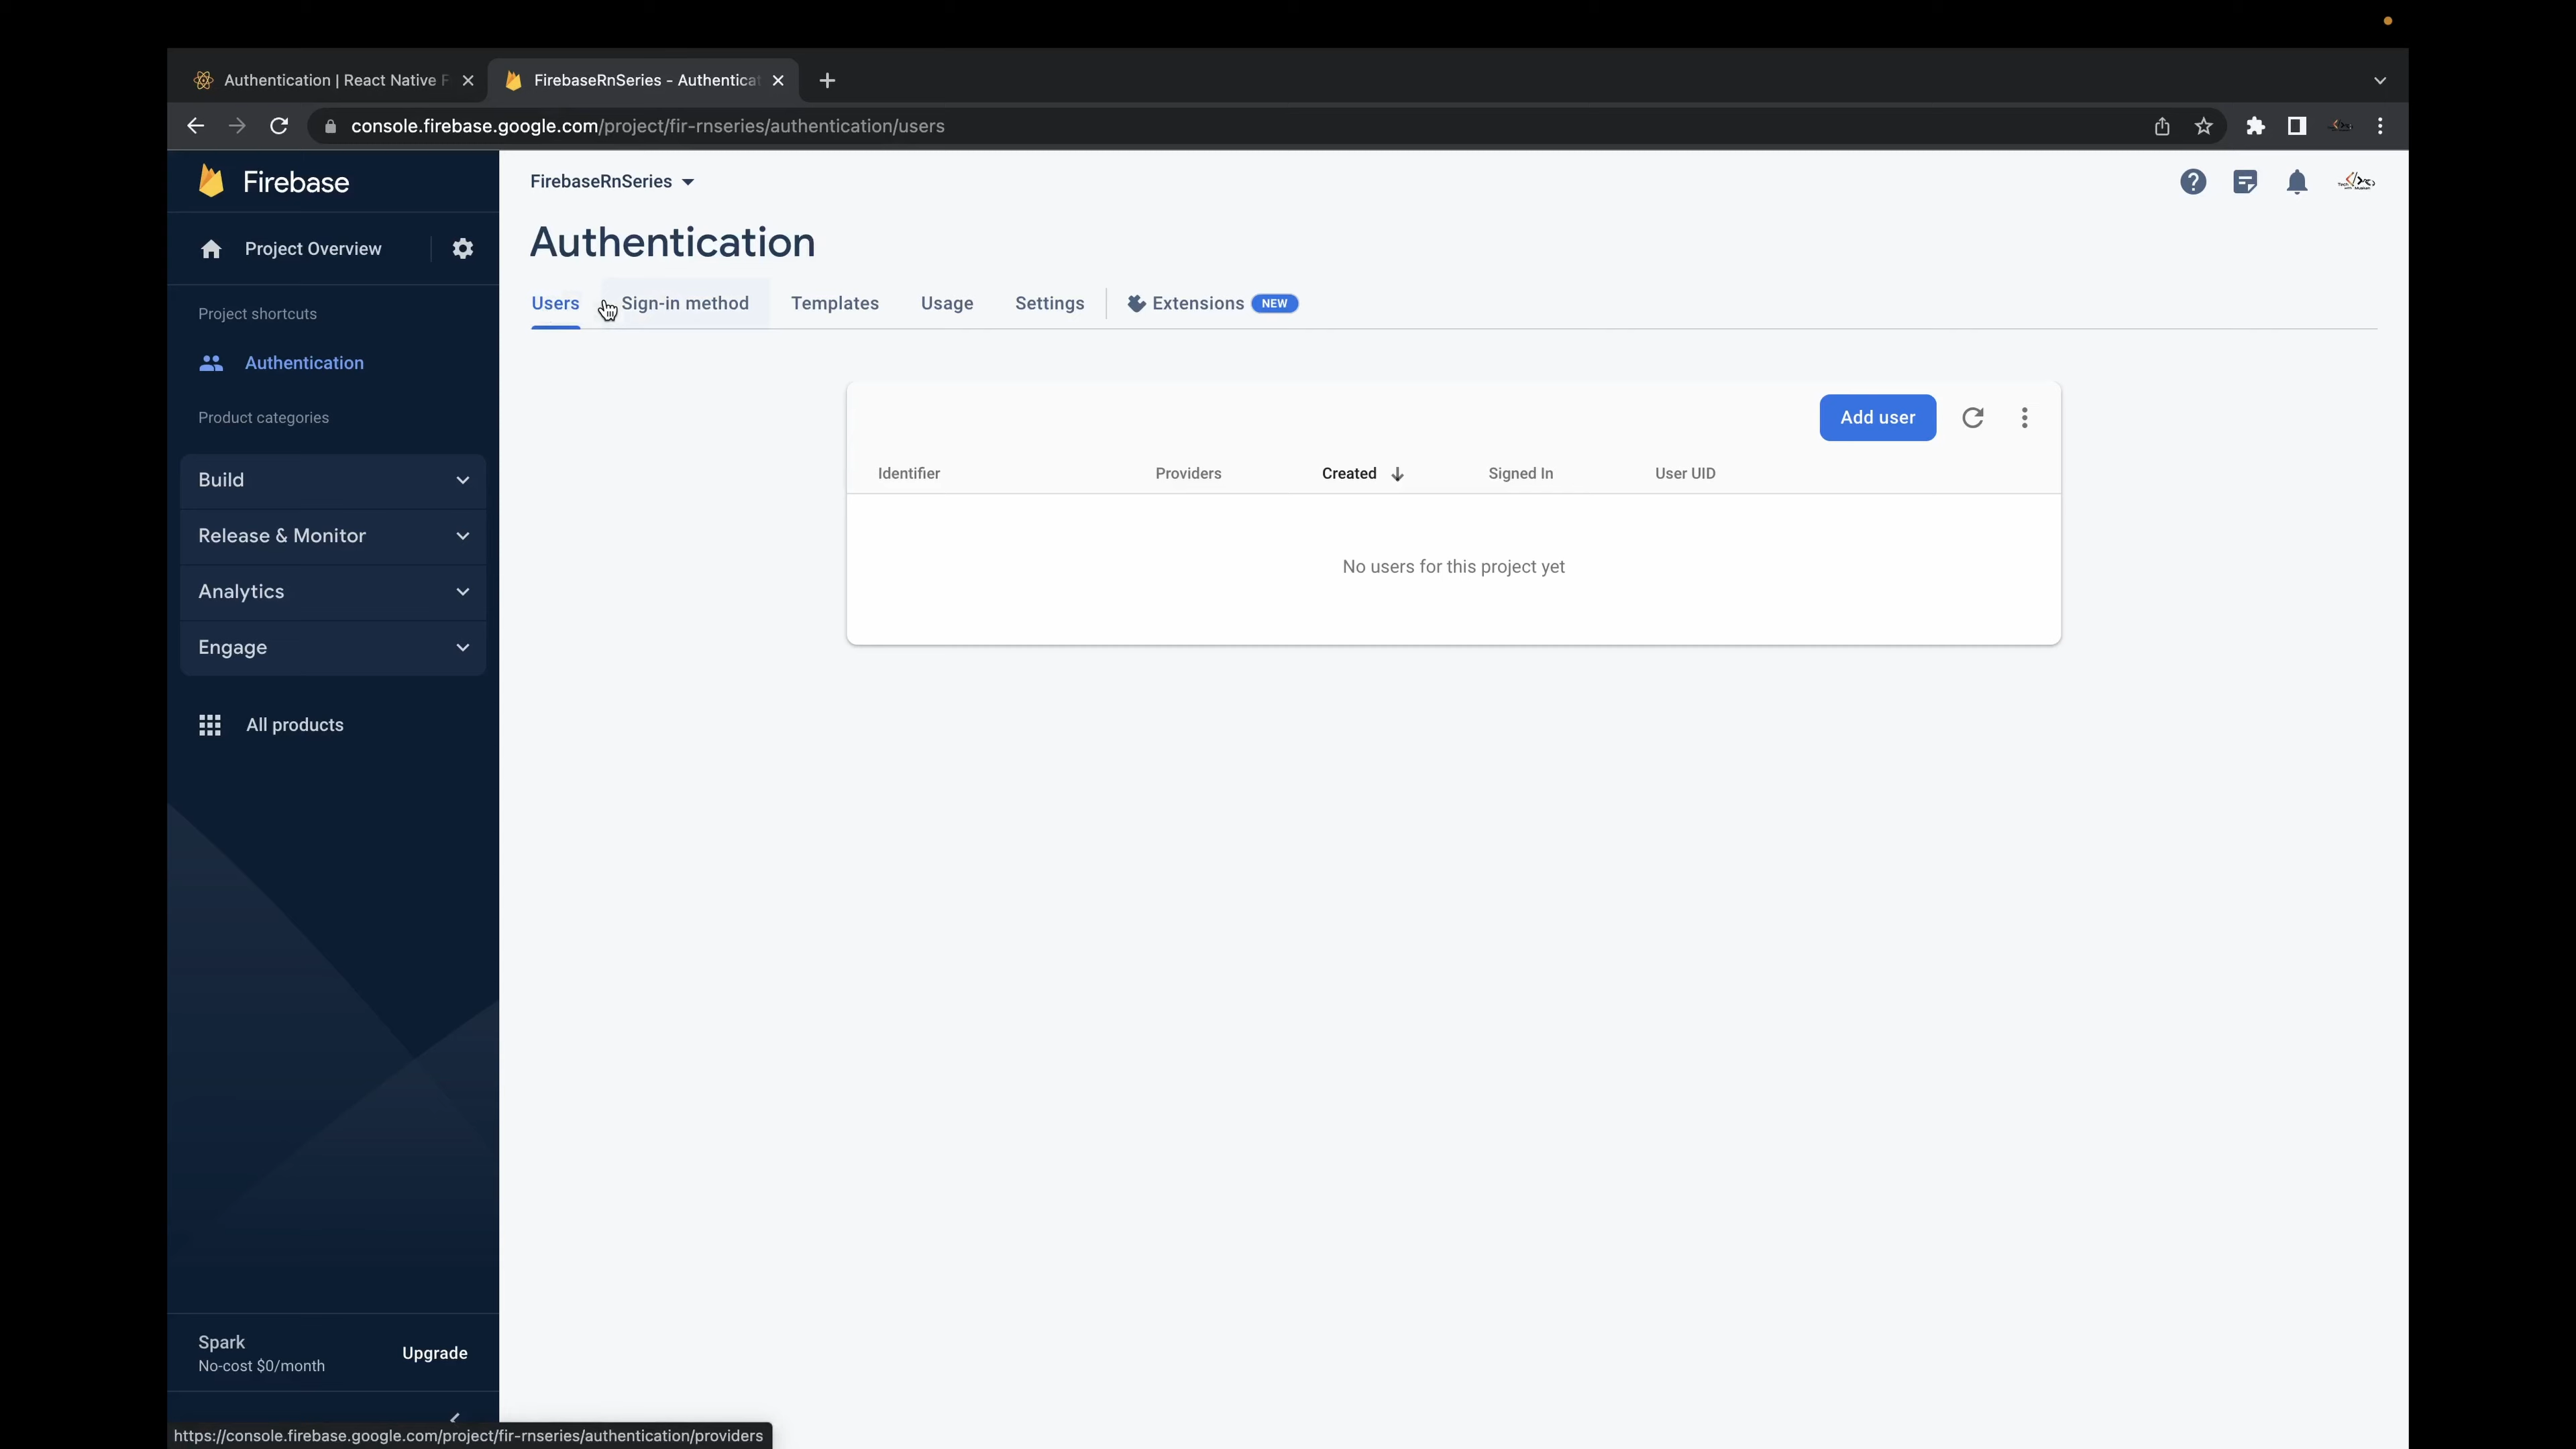 Authentication | React Native F
FirebaseRnSeries - Authenticat
console.firebase.google.com/project/fir-rnseries/authentication/users
Firebase
Project Overview
Project shortcuts
Authentication
Product categories
Build
Release & Monitor
Analytics
Engage
All products
Spark
No-cost $0/month
Upgrade
FirebaseRnSeries
Authentication
Users
Sign-in method
Templates
Usage
Settings
Extensions
NEW
Add user
Identifier
Providers
Created
Signed In
User UID
No users for this project yet
https://console.firebase.google.com/project/fir-rnseries/authentication/providers